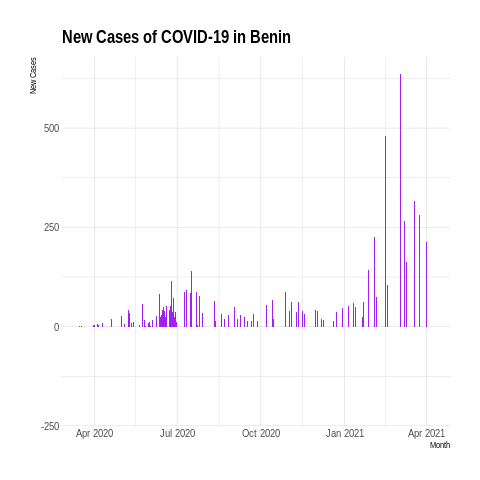 New Cases of COVID-19 in Benin
New Cases
500
250
0
-250
Apr 2020 Jul 2020 Oct 2020 Jan 2021 Apr 2021
Month